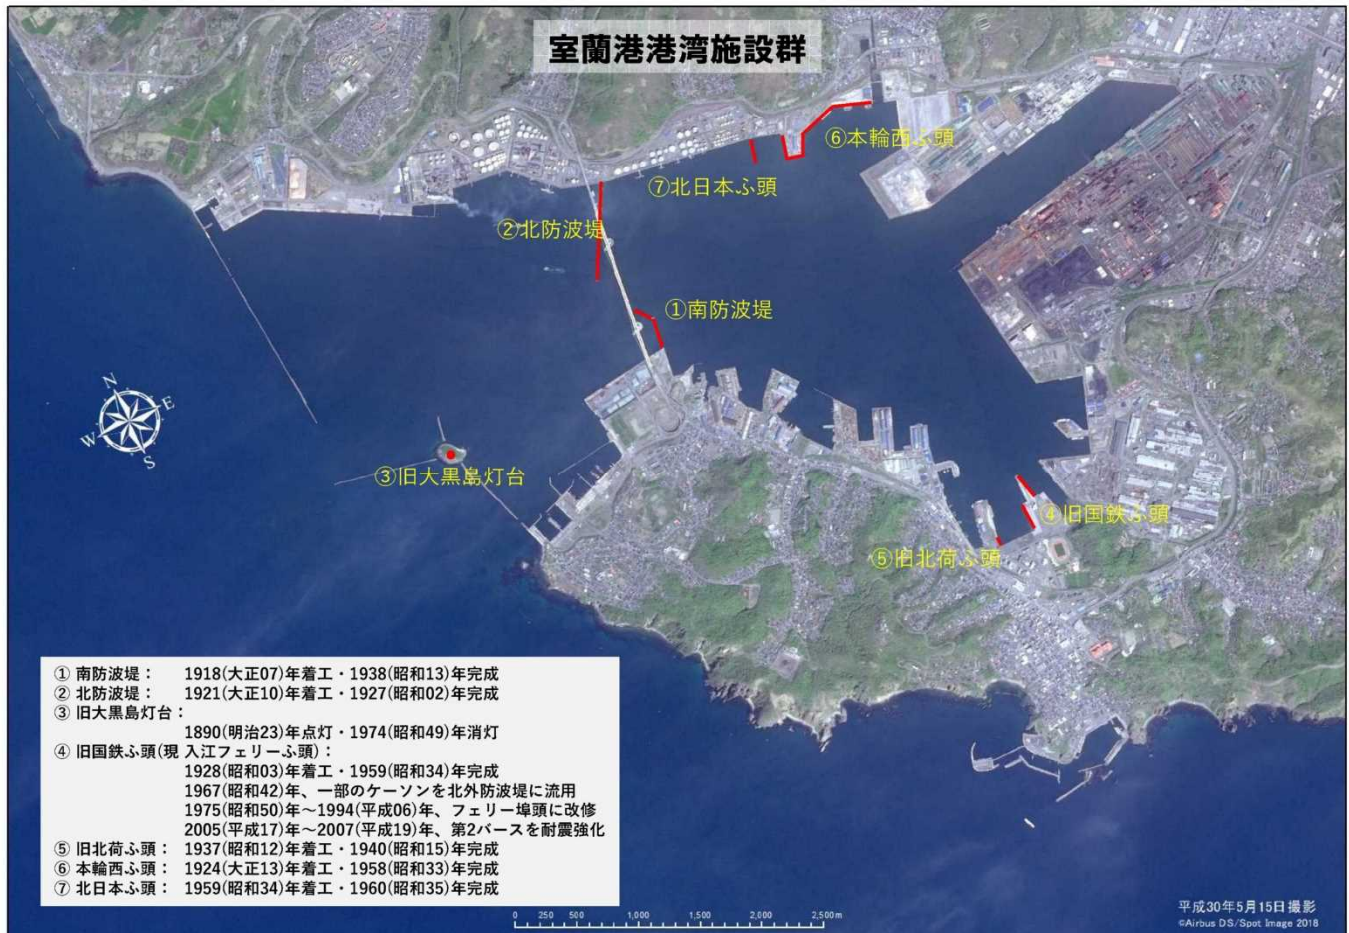 室蘭港港湾施設群
⑥本輪西ふ頭
⑦北日本ふ頭
②北防波堤
①南防波堤
N
E
W
S
③旧大黒島灯台
④旧国鉄ふ頭
⑤旧北荷ふ頭
① 南防波堤： 1918(大正07)年着工・1938(昭和13)年完成
② 北防波堤： 1921(大正10)年着工・1927(昭和02)年完成
③ 旧大黒島灯台：
1890(明治23)年点灯・1974(昭和49)年消灯
④ 旧国鉄ふ頭(現 入江フェリーふ頭)：
1928(昭和03)年着工・1959(昭和34)年完成
1967(昭和42)年、一部のケーソンを北外防波堤に流用
1975(昭和50)年～1994(平成06)年、フェリー埠頭に改修
2005(平成17)年～2007(平成19)年、第2バースを耐震強化
⑤ 旧北荷ふ頭： 1937(昭和12)年着工・1940(昭和15)年完成
⑥ 本輪西ふ頭： 1924(大正13)年着工・1958(昭和33)年完成
⑦ 北日本ふ頭： 1959(昭和34)年着工・1960(昭和35)年完成
0 250 500 1,000 1,500 2,000 2,500m
平成30年5月15日撮影
©Airbus DS/Spot Image 2018